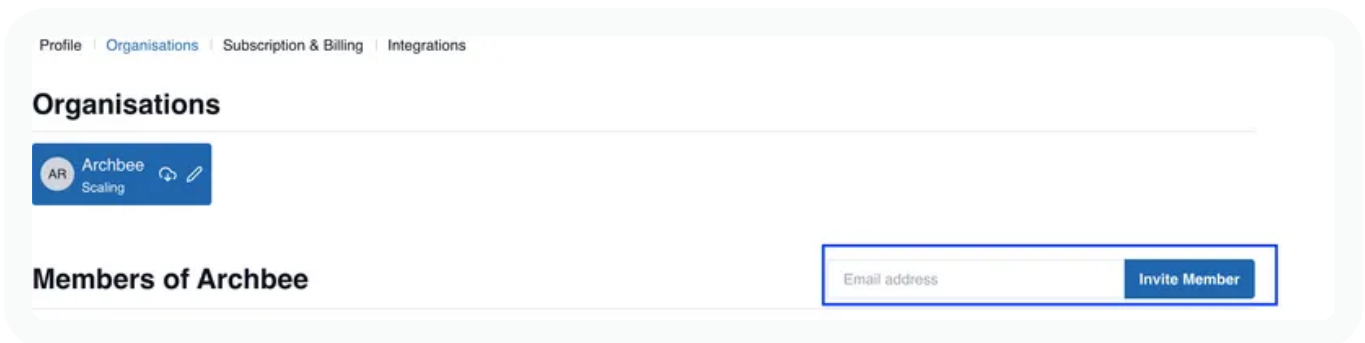 Profile | Organisations | Subscription & Billing | Integrations
Organisations
AR Archbee
Scaling
Members of Archbee
Email address Invite Member